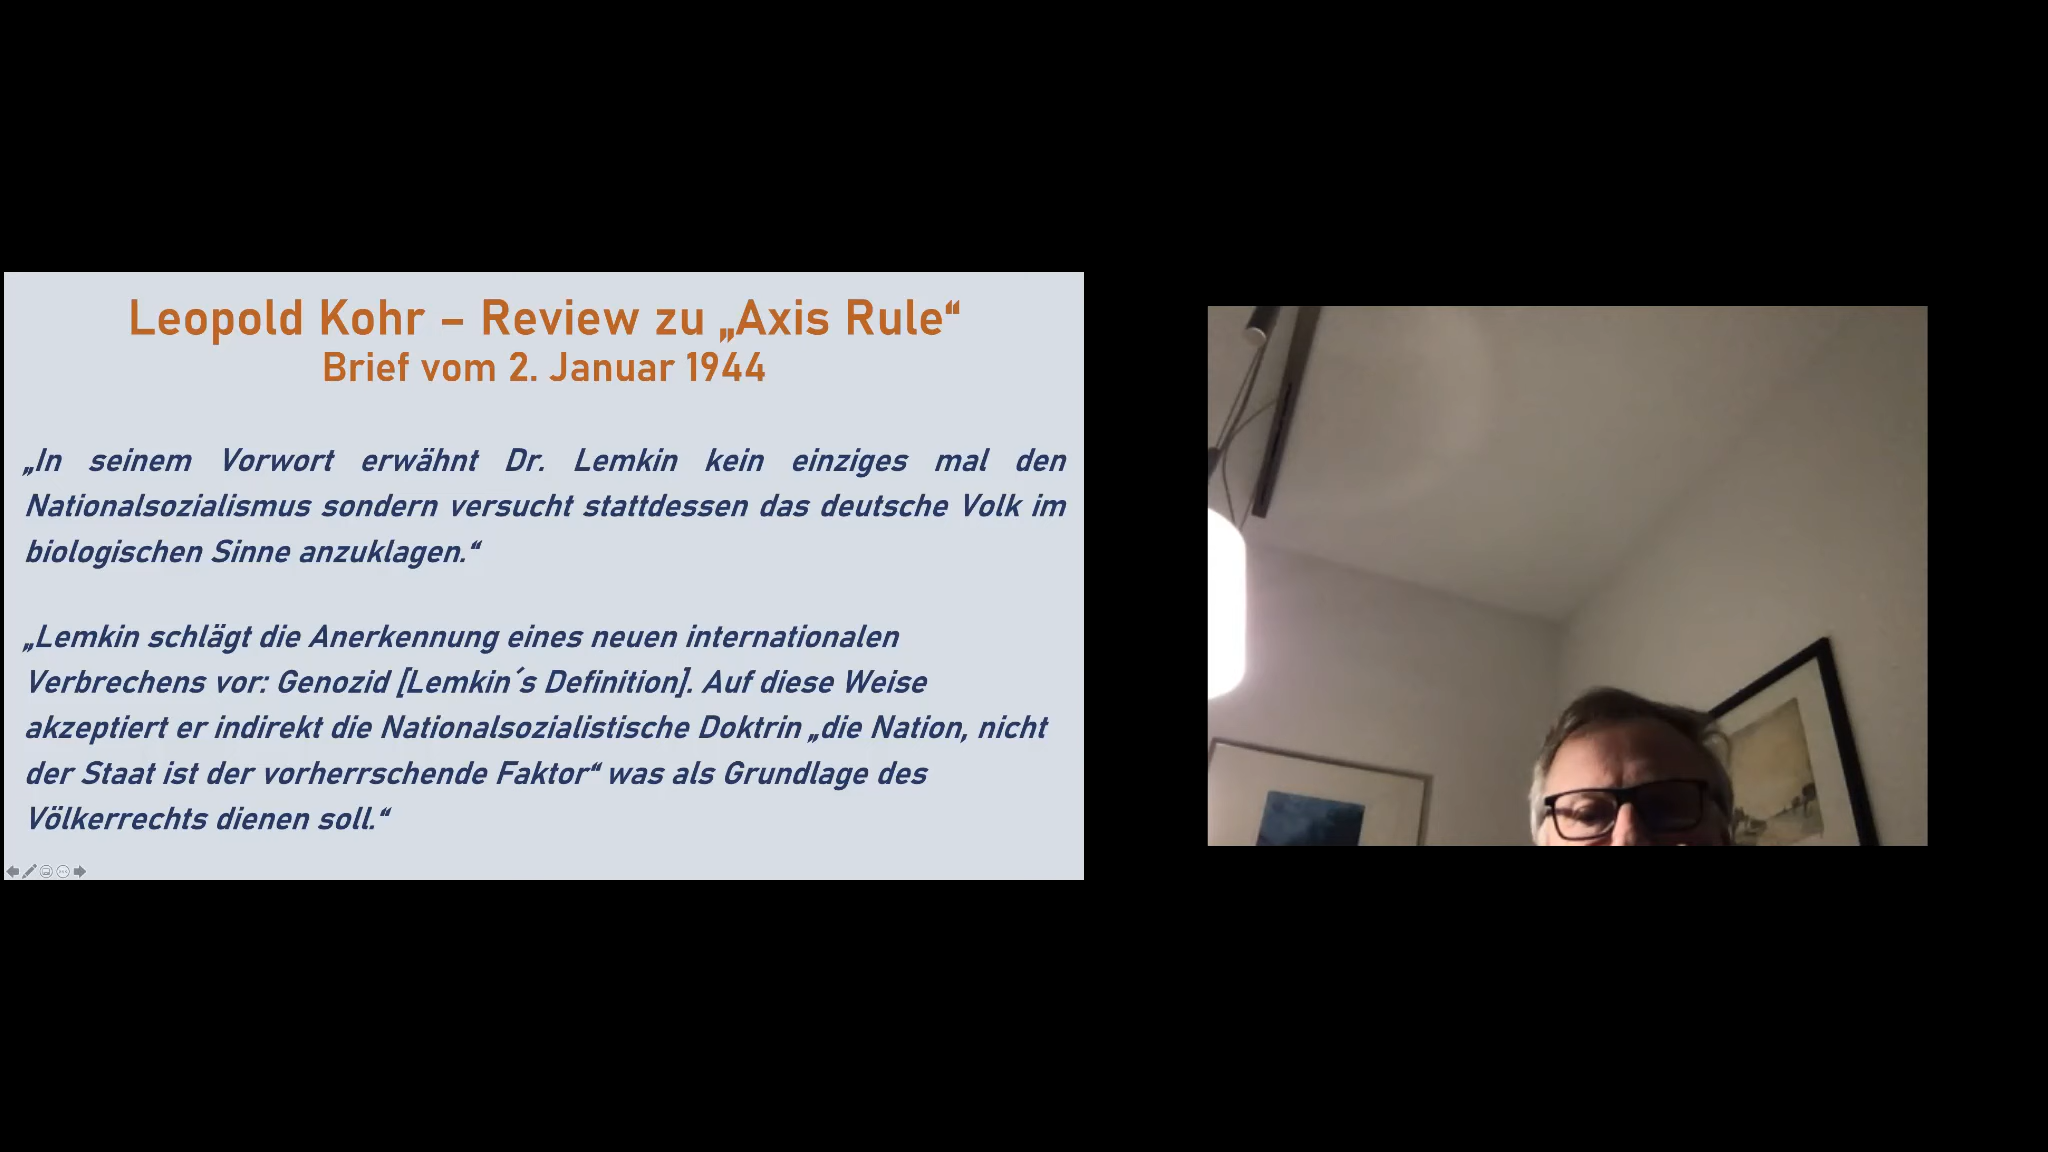 Leopold Kohr – Review zu „Axis Rule“
Brief vom 2. Januar 1944
„In seinem Vorwort erwähnt Dr. Lemkin kein einziges mal den
Nationalsozialismus sondern versucht stattdessen das deutsche Volk im
biologischen Sinne anzuklagen.“
„Lemkin schlägt die Anerkennung eines neuen internationalen
Verbrechens vor: Genozid [Lemkin´s Definition]. Auf diese Weise
akzeptiert er indirekt die Nationalsozialistische Doktrin „die Nation, nicht
der Staat ist der vorherrschende Faktor“ was als Grundlage des
Völkerrechts dienen soll.“